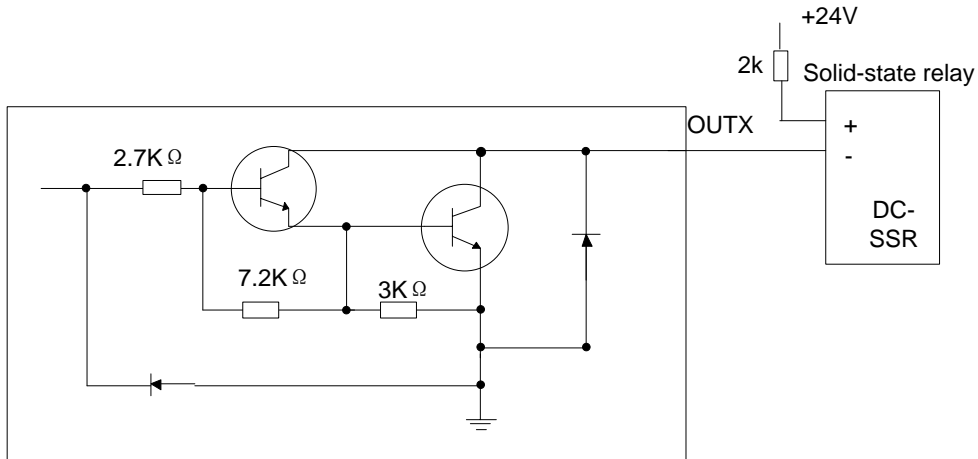 +24V
2k
Solid-state relay
OUTX
+
-
2.7KΩ
DC-
SSR
7.2KΩ
3KΩ